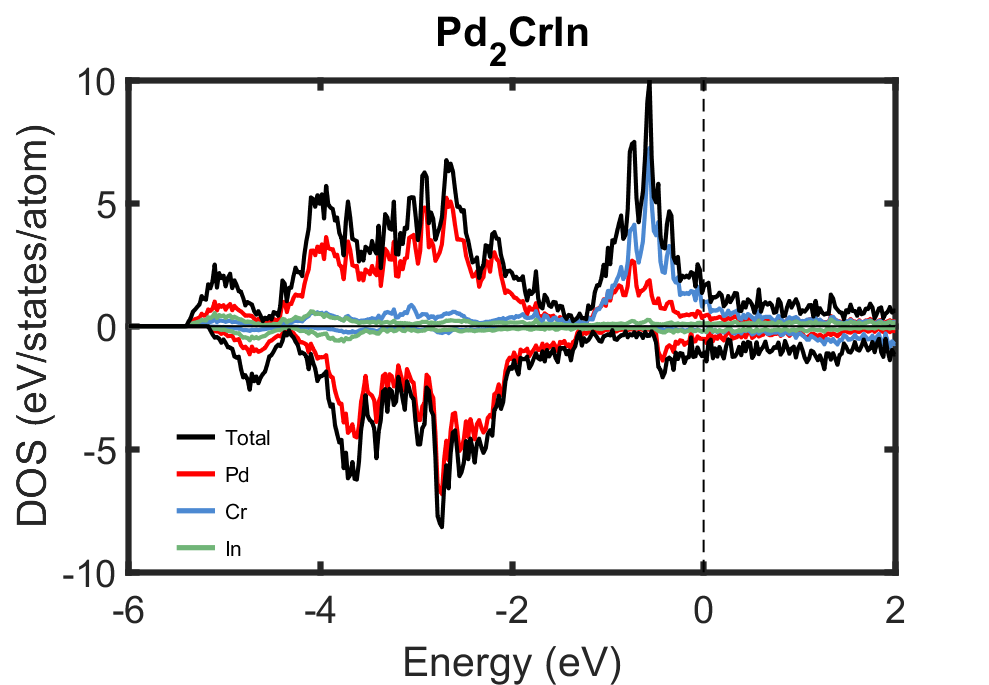 Pd₂CrIn
DOS (eV/states/atom)
10
5
0
-5
-10
Total
Pd
Cr
In
-6 -4 -2 0 2
Energy (eV)